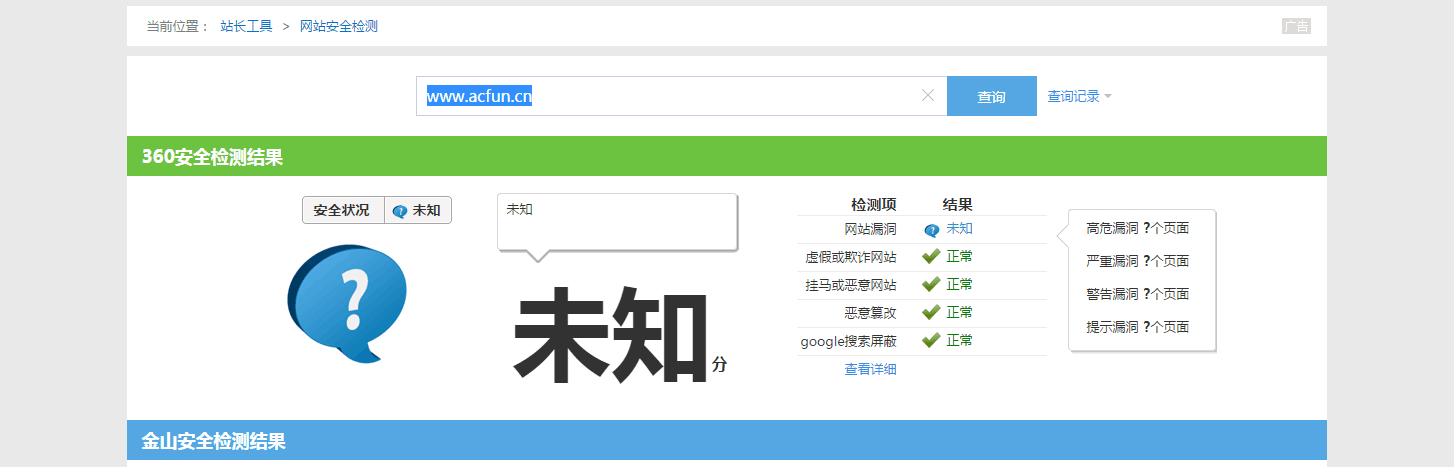 当前位置： 站长工具 > 网站安全检测
广告
www.acfun.cn
查询
查询记录
360安全检测结果
安全状况 未知
未知
未知分
检测项 结果
网站漏洞 未知
虚假或欺诈网站 正常
挂马或恶意网站 正常
恶意篡改 正常
google搜索屏蔽 正常
查看详细
高危漏洞 ?个页面
严重漏洞 ?个页面
警告漏洞 ?个页面
提示漏洞 ?个页面
金山安全检测结果